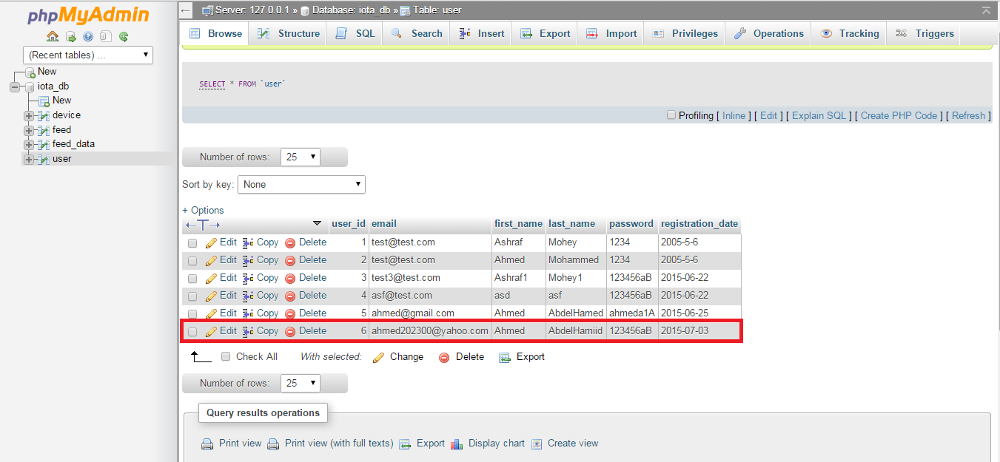 phpMyAdmin
(Recent tables) ...
New
iota_db
New
device
feed
feed_data
user
Server: 127.0.0.1 » Database: iota_db » Table: user
Browse Structure SQL Search Insert Export Import Privileges Operations Tracking Triggers
SELECT * FROM `user`
Profiling [ Inline ] [ Edit ] [ Explain SQL ] [ Create PHP Code ] [ Refresh ]
Number of rows: 25
Sort by key: None
+ Options
←T→ user_id email first_name last_name password registration_date
Edit Copy Delete 1 test@test.com Ashraf Mohey 1234 2005-5-6
Edit Copy Delete 2 test@test.com Ahmed Mohammed 1234 2005-5-6
Edit Copy Delete 3 test3@test.com Ashraf1 Mohey1 123456aB 2015-06-22
Edit Copy Delete 4 asf@test.com asd asf 123456aB 2015-06-22
Edit Copy Delete 5 ahmed@gmail.com Ahmed AbdelHamed ahmeda1A 2015-06-25
Edit Copy Delete 6 ahmed202300@yahoo.com Ahmed AbdelHamiid 123456aB 2015-07-03
Check All With selected: Change Delete Export
Number of rows: 25
Query results operations
Print view Print view (with full texts) Export Display chart Create view